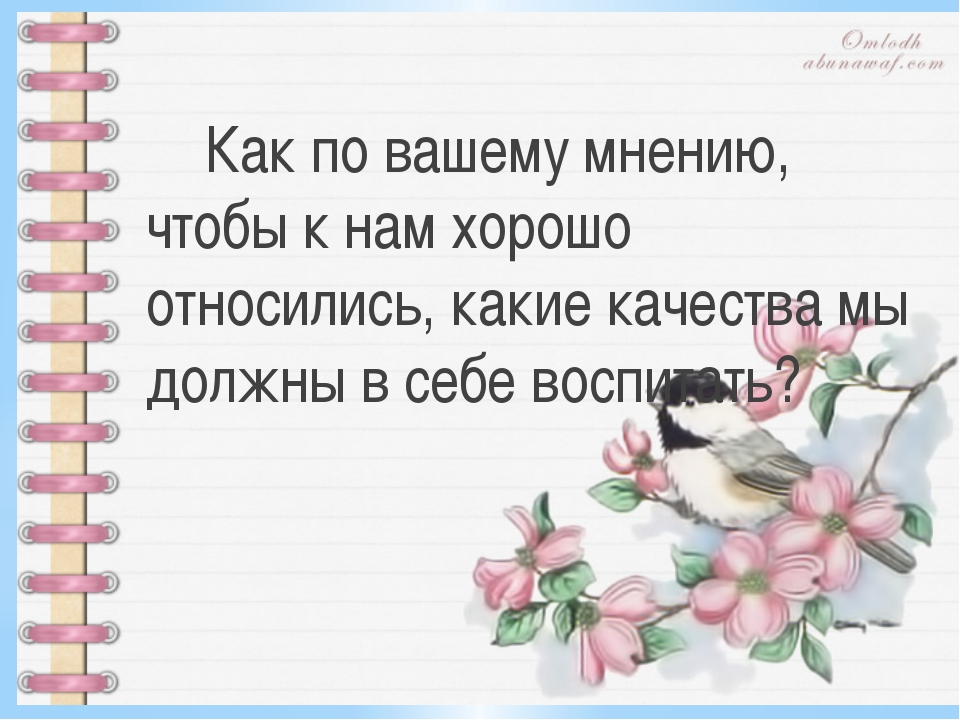 Omlodh
abunawaf.com
Как по вашему мнению,
чтобы к нам хорошо
относились, какие качества мы
должны в себе воспитать?